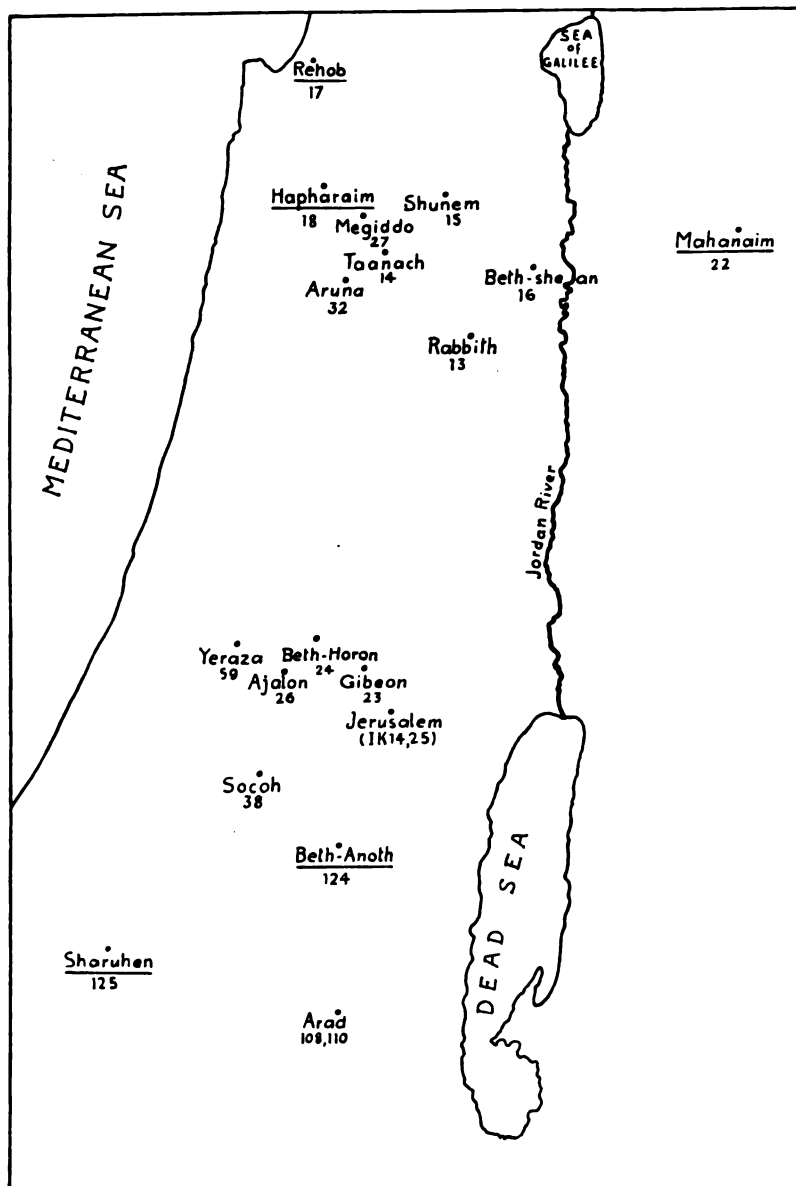 SEA
of
GALILEE
Rehob
17
MEDITERRANEAN SEA
Hapharaim
18
Shunem
15
Megiddo
27
Mahanaim
22
Taanach
14
Beth-shean
16
Aruna
32
Rabbith
13
Jordan River
Yeraza
59
Beth-Horon
24
Ajalon
26
Gibeon
23
Jerusalem
(IK14,25)
Socoh
38
Beth-Anoth
124
DEAD SEA
Sharuhen
125
Arad
108,110